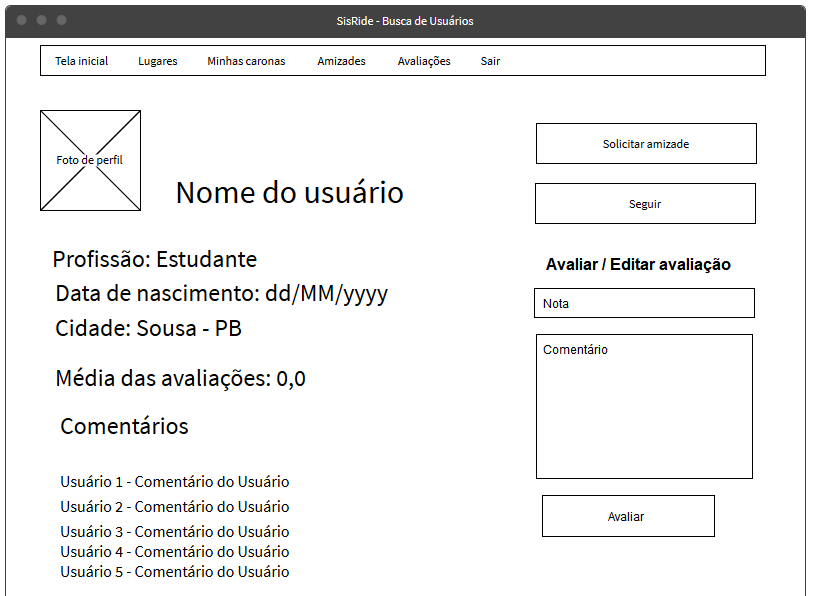 SisRide - Busca de Usuários
Tela inicial Lugares Minhas caronas Amizades Avaliações Sair
Foto de perfil
Nome do usuário
Profissão: Estudante
Data de nascimento: dd/MM/yyyy
Cidade: Sousa - PB
Média das avaliações: 0,0
Comentários
Usuário 1 - Comentário do Usuário
Usuário 2 - Comentário do Usuário
Usuário 3 - Comentário do Usuário
Usuário 4 - Comentário do Usuário
Usuário 5 - Comentário do Usuário
Solicitar amizade
Seguir
Avaliar / Editar avaliação
Nota
Comentário
Avaliar